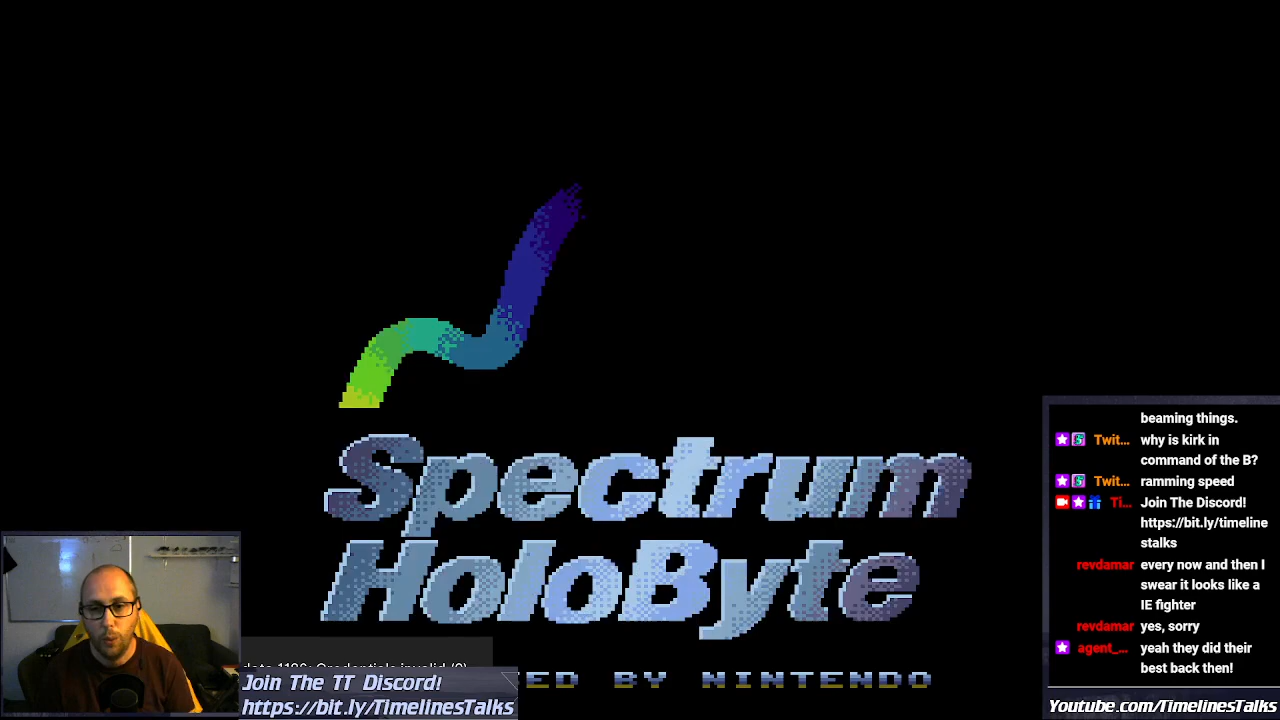 Spectrum
HoloByte
ED BY NINTENDO
Join The TT Discord!
https://bit.ly/TimelinesTalks
beaming things.
Twit... why is kirk in
command of the B?
Twit... ramming speed
Ti... Join The Discord!
https://bit.ly/timeline
stalks
revdamar every now and then I
swear it looks like a
IE fighter
revdamar yes, sorry
agent_... yeah they did their
best back then!
Youtube.com/TimelinesTalks